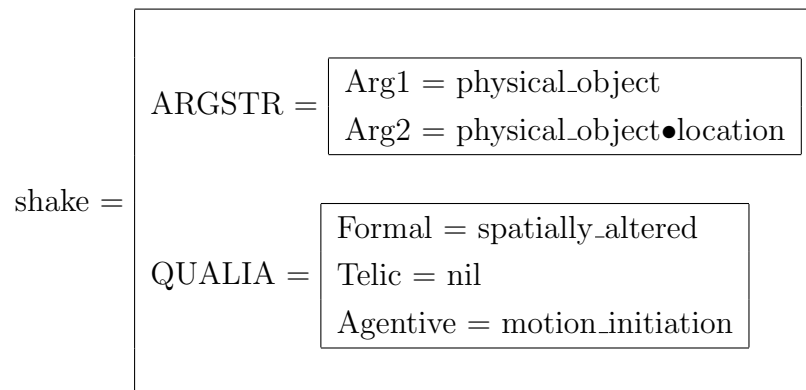 shake =
ARGSTR =
Arg1 = physical_object
Arg2 = physical_object●location
QUALIA =
Formal = spatially_altered
Telic = nil
Agentive = motion_initiation